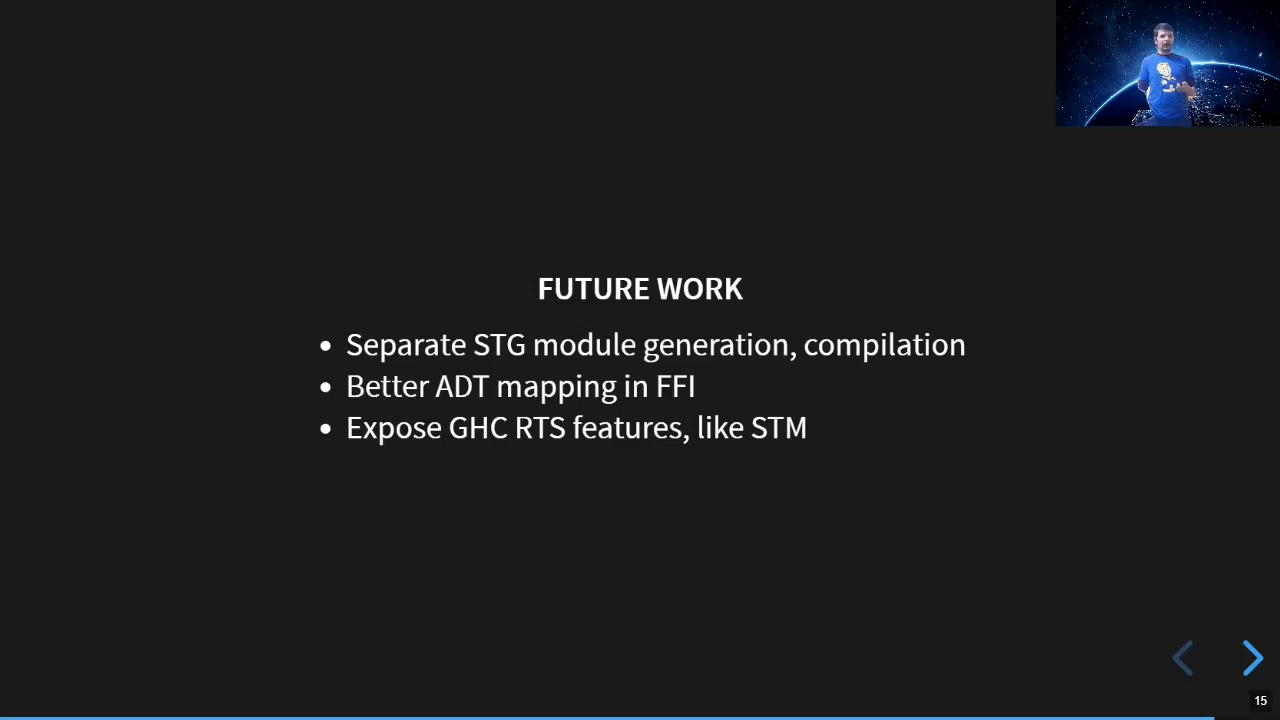 FUTURE WORK
• Separate STG module generation, compilation
• Better ADT mapping in FFI
• Expose GHC RTS features, like STM
15